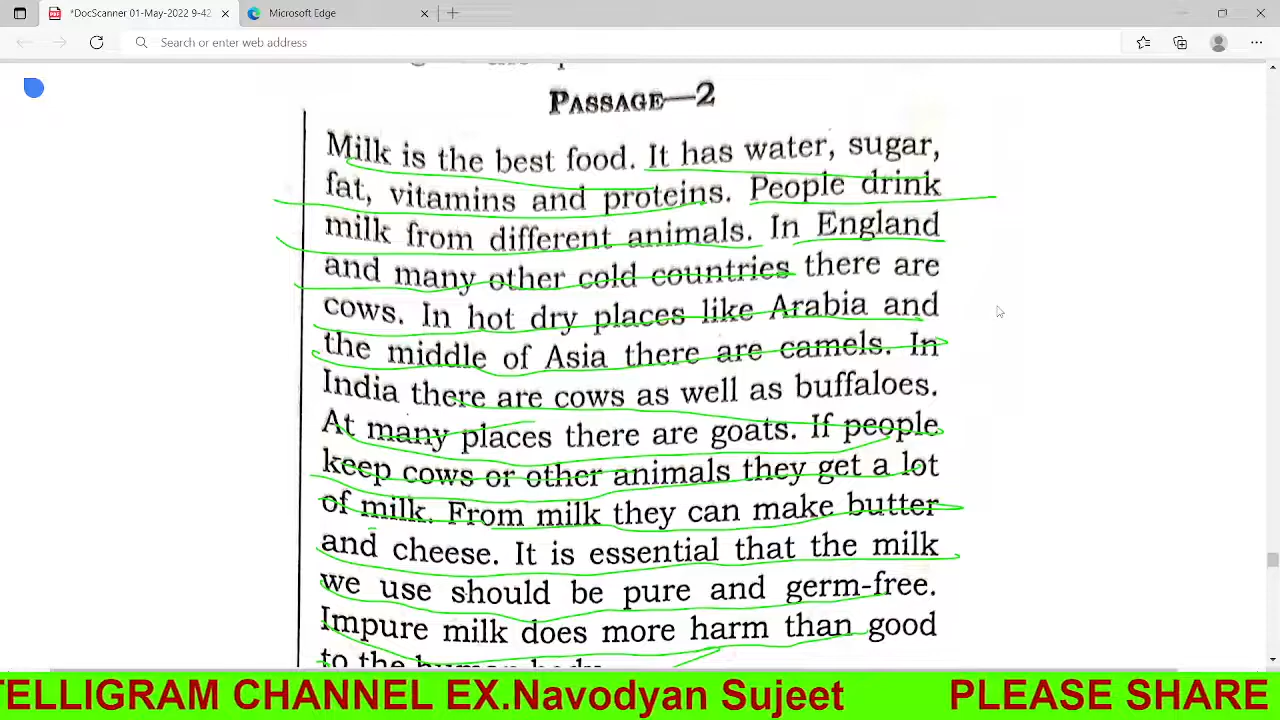 *DocScanner 01-May-2022 9-42
Microsoft Edge
Search or enter web address
PASSAGE—2
Milk is the best food. It has water, sugar,
fat, vitamins and proteins. People drink
milk from different animals. In England
and many other cold countries there are
cows. In hot dry places like Arabia and
the middle of Asia there are camels. In
India there are cows as well as buffaloes.
At many places there are goats. If people
keep cows or other animals they get a lot
of milk. From milk they can make butter
and cheese. It is essential that the milk
we use should be pure and germ-free.
Impure milk does more harm than good
to the human body.
TELLIGRAM CHANNEL EX.Navodyan Sujeet PLEASE SHARE